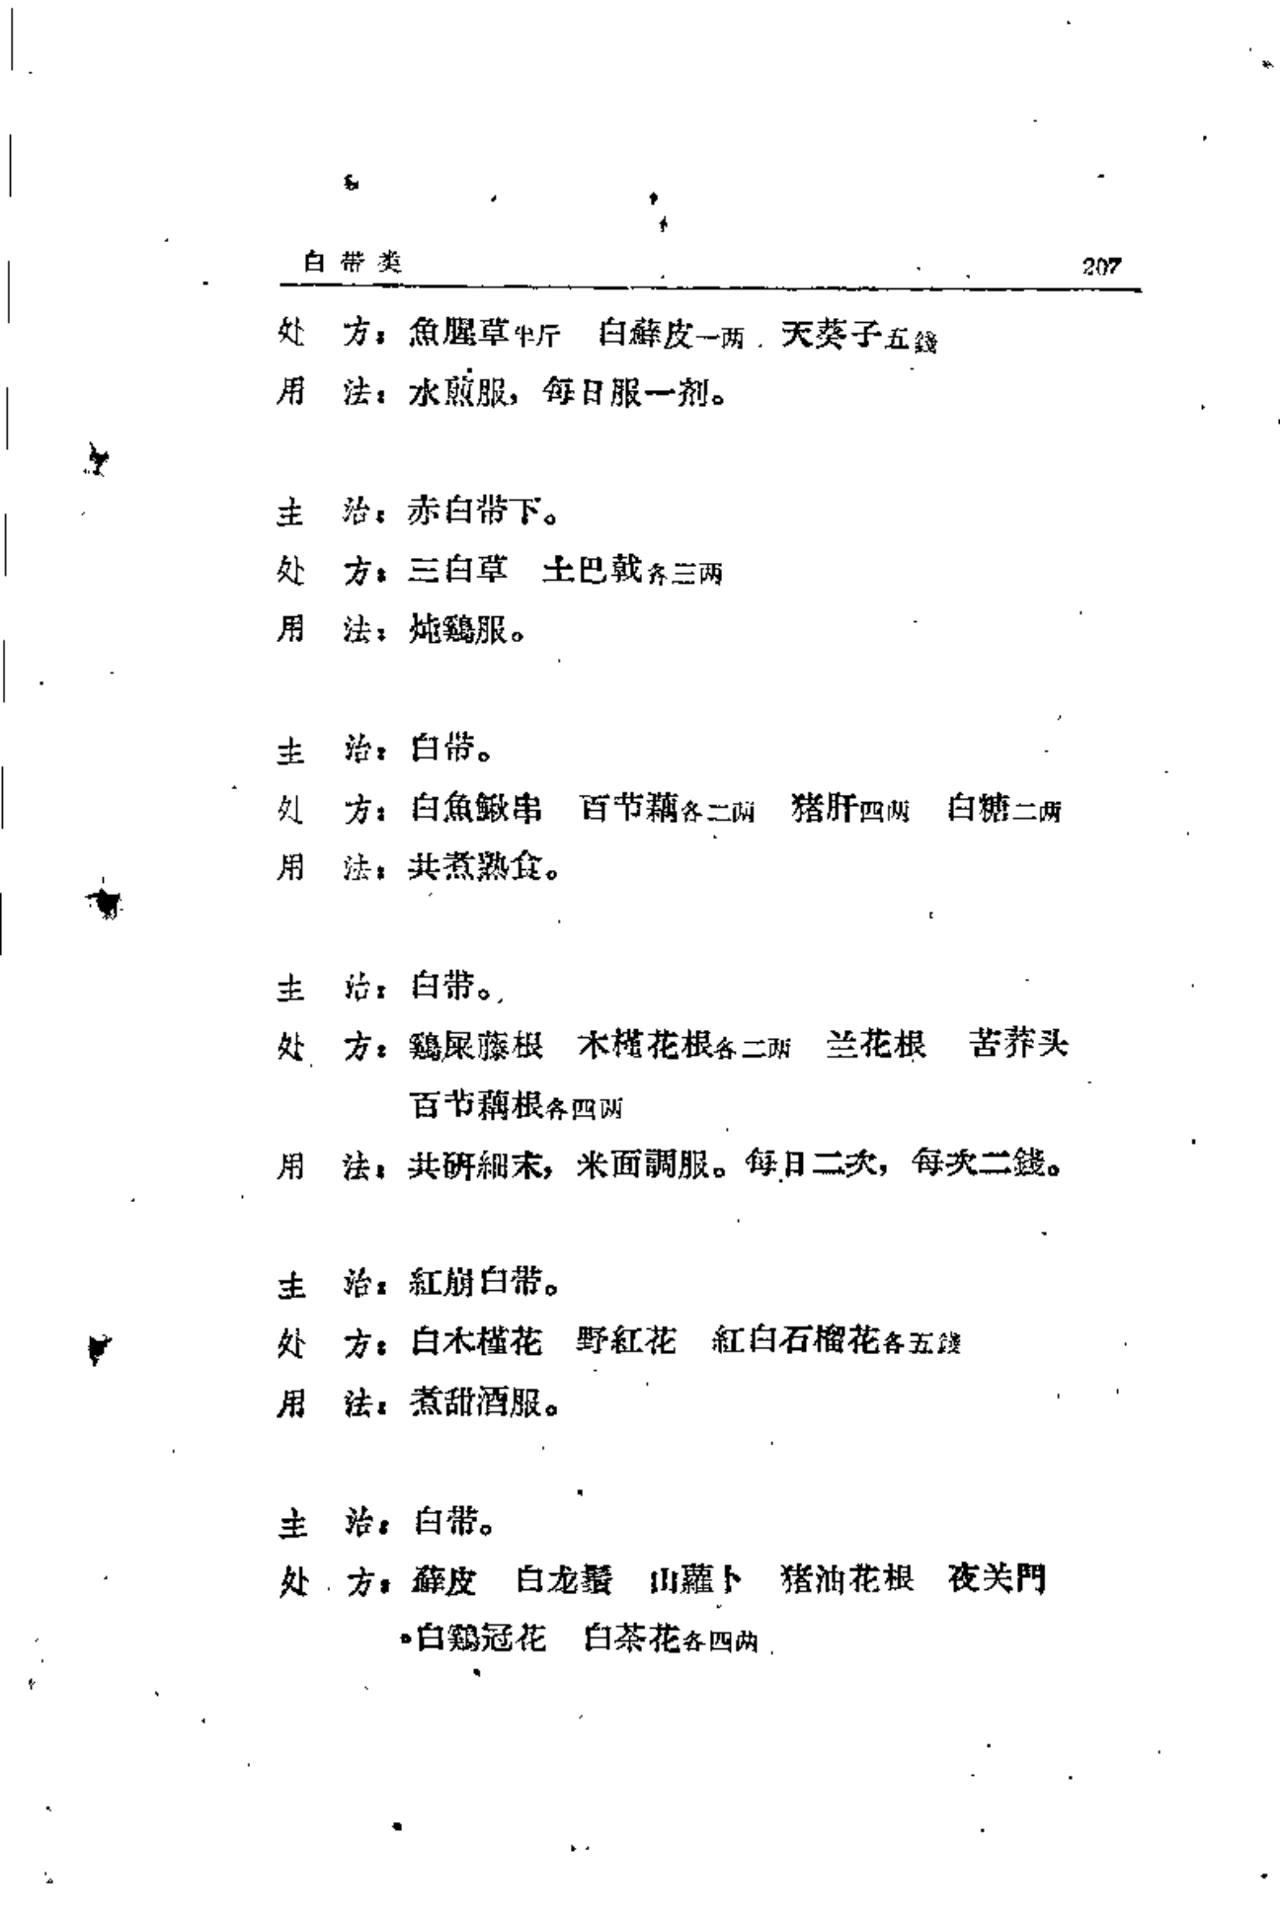 白带类 207
处 方：魚腥草半斤 白蘚皮一两 天葵子五錢
用 法：水煎服，每日服一剂。
主 治：赤白带下。
处 方：三白草 土巴戟各三两
用 法：炖鷄服。
主 治：白带。
处 方：白魚鰍串 百节藕各二两 猪肝四两 白糖二两
用 法：共煮熟食。
主 治：白带。
处 方：鷄屎藤根 木槿花根各二两 兰花根 苦荞头
百节藕根各四两
用 法：共研細末，米面調服。每日二次，每次二錢。
主 治：紅崩白带。
处 方：白木槿花 野紅花 紅白石榴花各五錢
用 法：煮甜酒服。
主 治：白带。
处 方：蘚皮 白龙鬚 山蘿卜 猪油花根 夜关門
白鷄冠花 白茶花各四两